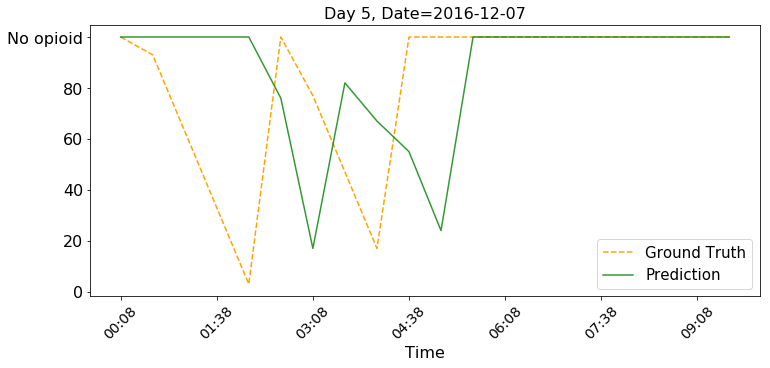 Day 5, Date=2016-12-07
No opioid
80
60
40
20
0
Ground Truth
Prediction
00:08 01:38 03:08 04:38 06:08 07:38 09:08
Time